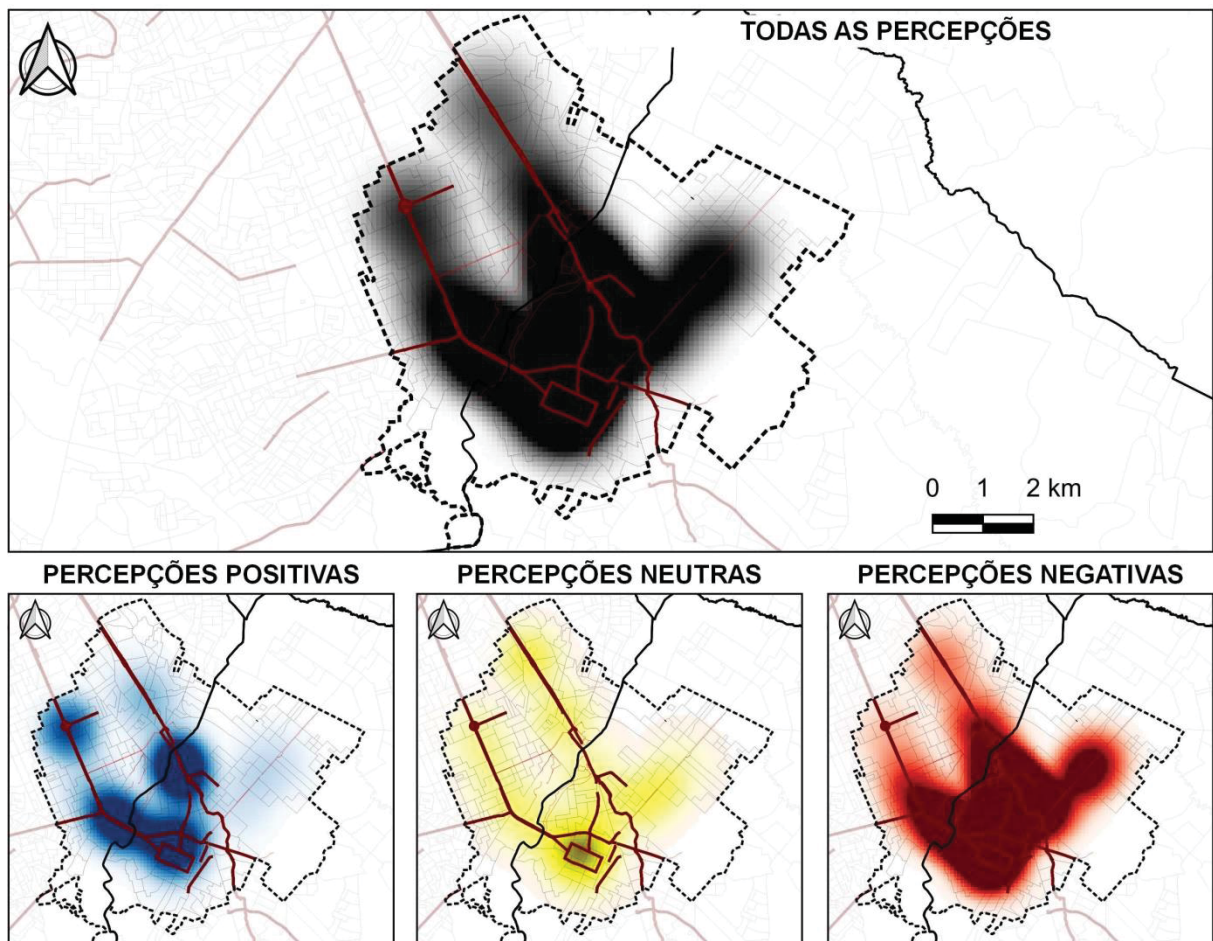 TODAS AS PERCEPÇÕES
0 1 2 km
PERCEPÇÕES POSITIVAS
PERCEPÇÕES NEUTRAS
PERCEPÇÕES NEGATIVAS